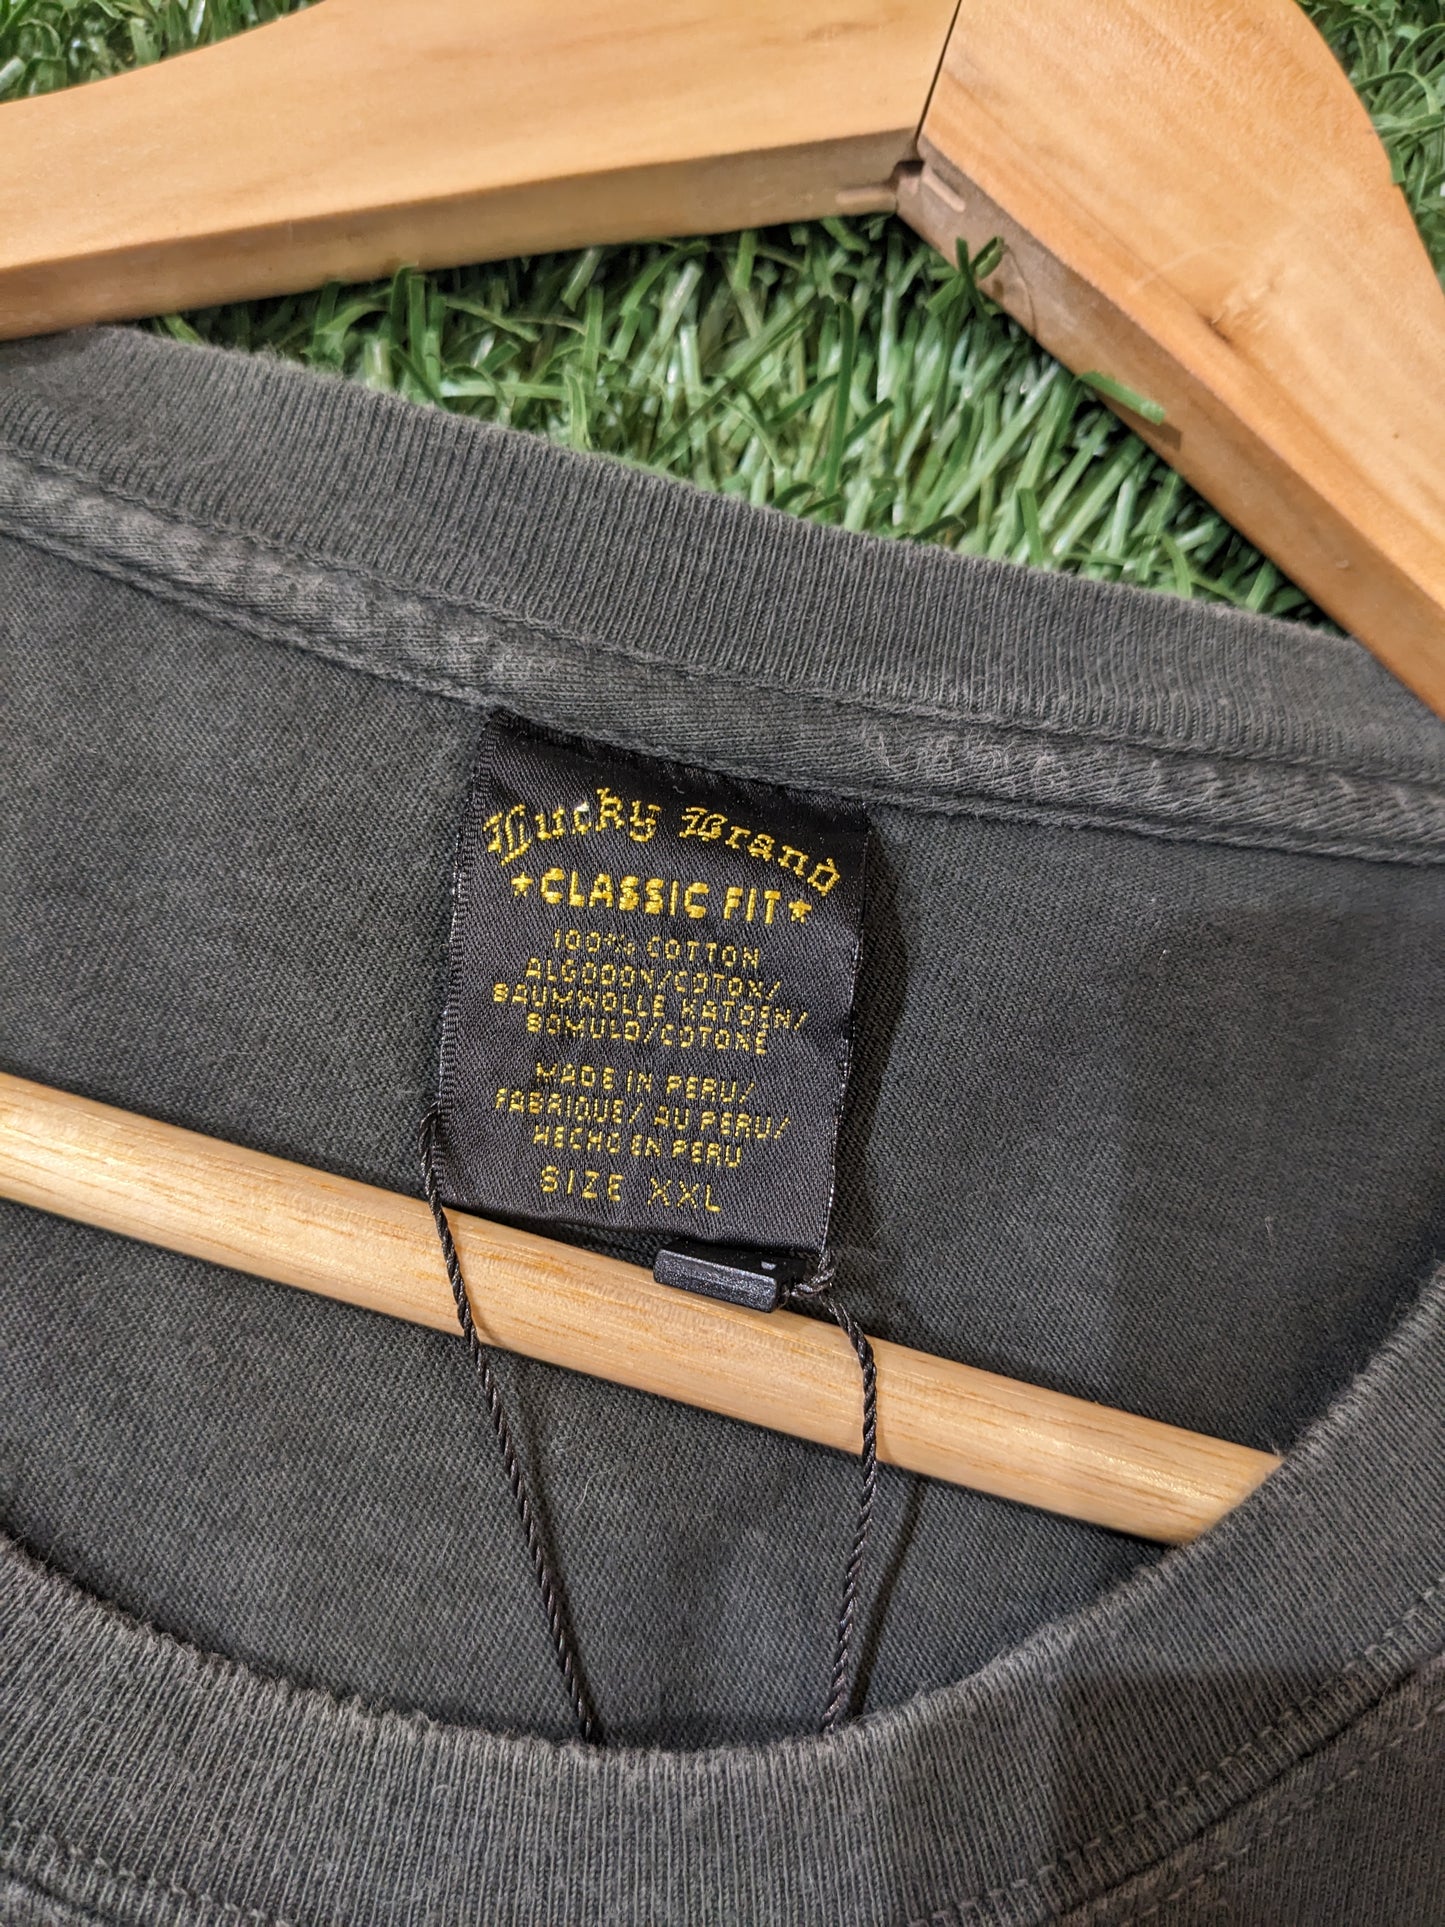 Lucky Brand
★CLASSIC FIT★
100% COTTON
ALGODON/COTOX/
BAUMWOLLE KATOEN/
BOMULD/COTONE
MADE IN PERU/
FABRIQUE/ AU PERU/
HECHO EN PERU
SIZE XXL